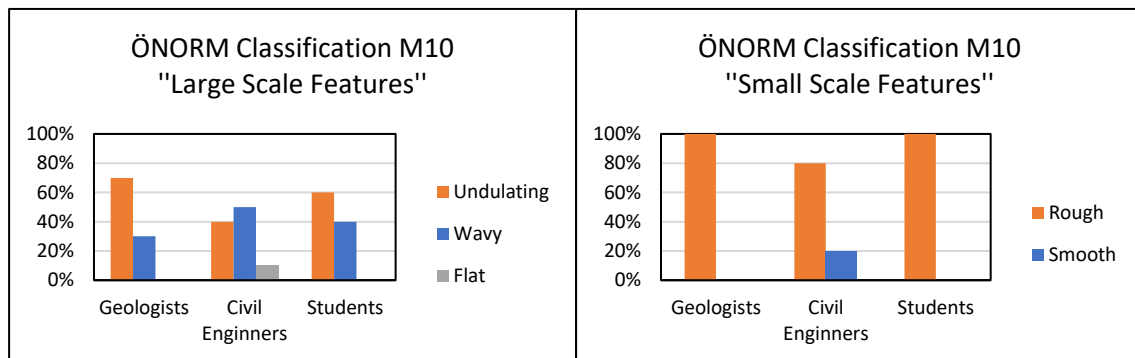 ÖNORM Classification M10
"Large Scale Features"
100%
80%
60%
40%
20%
0%
Geologists
Civil
Enginners
Students
Undulating
Wavy
Flat
ÖNORM Classification M10
"Small Scale Features"
100%
80%
60%
40%
20%
0%
Geologists
Civil
Enginners
Students
Rough
Smooth